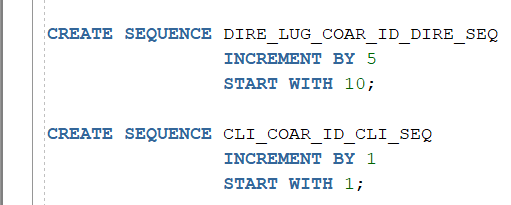 CREATE SEQUENCE DIRE_LUG_COAR_ID_DIRE_SEQ
INCREMENT BY 5
START WITH 10;
CREATE SEQUENCE CLI_COAR_ID_CLI_SEQ
INCREMENT BY 1
START WITH 1;